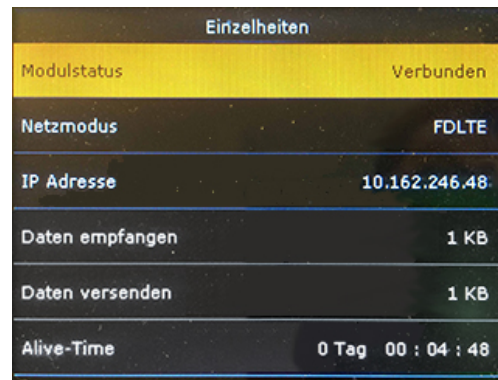 Einzelheiten
Modulstatus Verbunden
Netzmodus FDLTE
IP Adresse 10.162.246.48
Daten empfangen 1 KB
Daten versenden 1 KB
Alive-Time 0 Tag 00 : 04 : 48